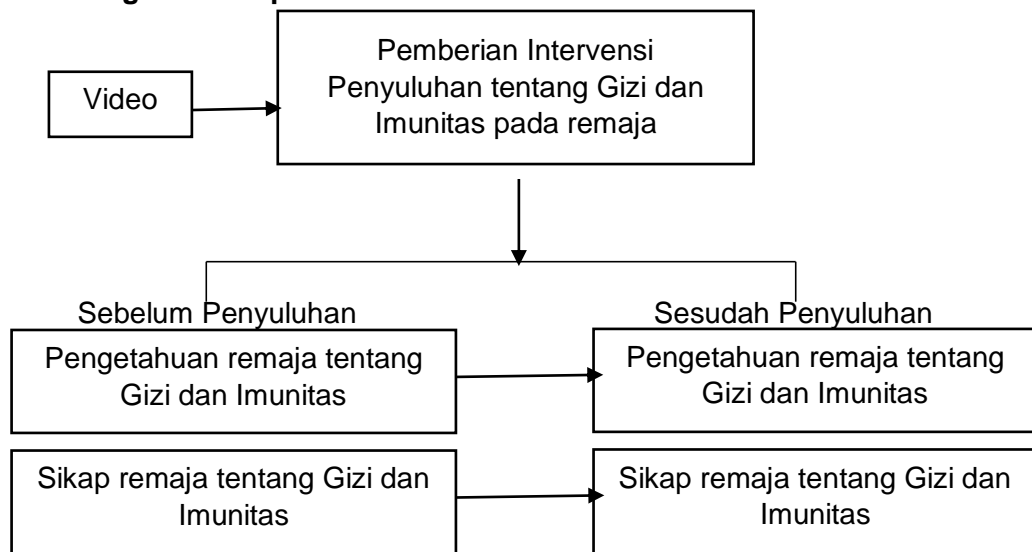 Pemberian Intervensi
Penyuluhan tentang Gizi dan
Imunitas pada remaja
Video
Sebelum Penyuluhan
Sesudah Penyuluhan
Pengetahuan remaja tentang
Gizi dan Imunitas
Pengetahuan remaja tentang
Gizi dan Imunitas
Sikap remaja tentang Gizi dan
Imunitas
Sikap remaja tentang Gizi dan
Imunitas